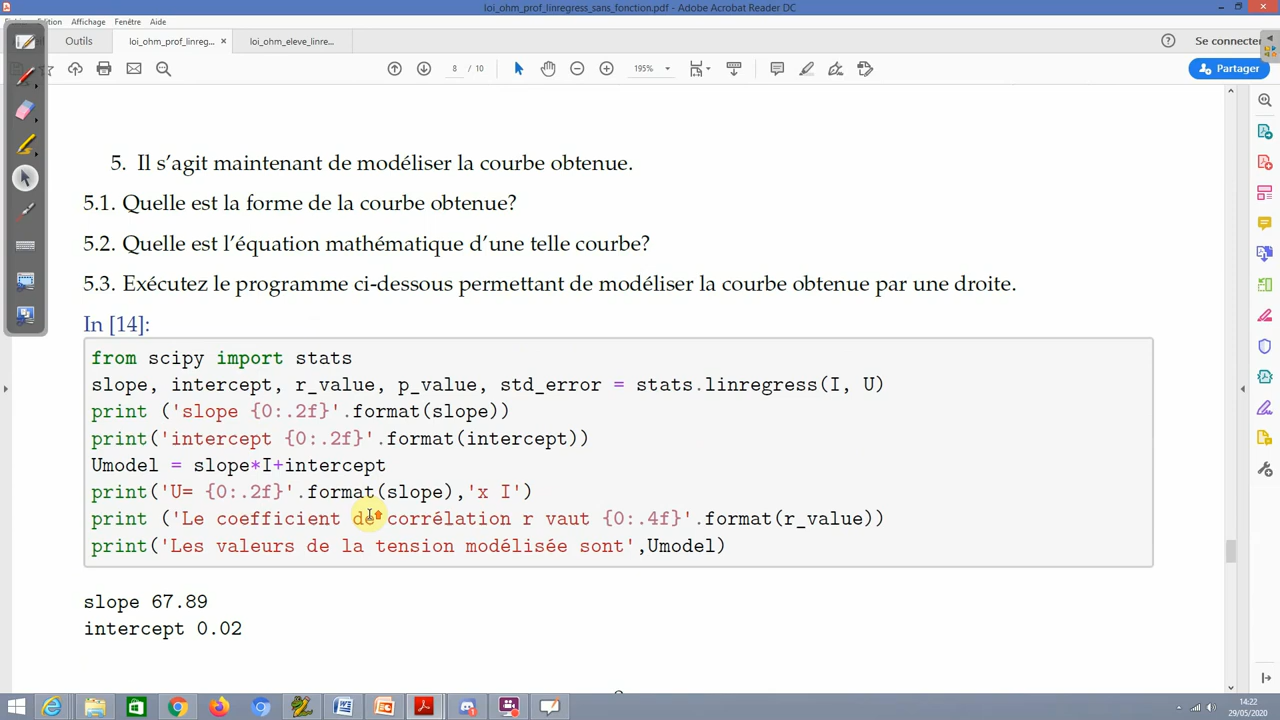 loi_ohm_prof_linregress_sans_fonction.pdf - Adobe Acrobat Reader DC
Edition Affichage Fenêtre Aide
Outils
loi_ohm_prof_linreg... ×
loi_ohm_eleve_linre...
Se connecter
8 / 10
195%
Partager
5. Il s'agit maintenant de modéliser la courbe obtenue.
5.1. Quelle est la forme de la courbe obtenue?
5.2. Quelle est l'équation mathématique d'une telle courbe?
5.3. Exécutez le programme ci-dessous permettant de modéliser la courbe obtenue par une droite.
In [14]:
from scipy import stats
slope, intercept, r_value, p_value, std_error = stats.linregress(I, U)
print ('slope {0:.2f}'.format(slope))
print('intercept {0:.2f}'.format(intercept))
Umodel = slope*I+intercept
print('U= {0:.2f}'.format(slope),'x I')
print ('Le coefficient de corrélation r vaut {0:.4f}'.format(r_value))
print('Les valeurs de la tension modélisée sont',Umodel)
slope 67.89
intercept 0.02
14:22
29/05/2020